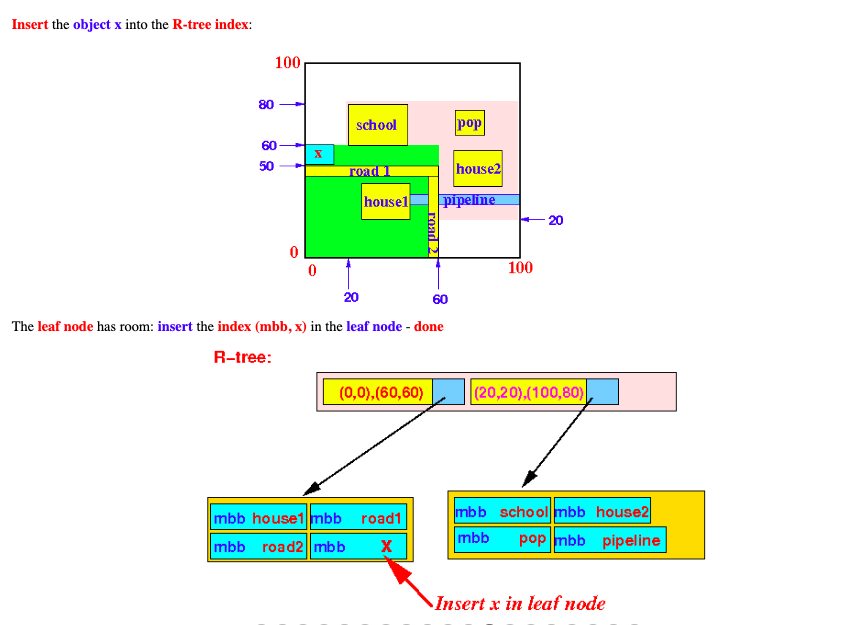 Insert the object x into the R-tree index:
100
80
school
pop
60
x
50
road 1
house2
house1
pipeline
road 2
20
0
0
100
20
60
The leaf node has room: insert the index (mbb, x) in the leaf node - done
R-tree:
(0,0),(60,60) (20,20),(100,80)
mbb house1 mbb road1
mbb road2 mbb X
mbb school mbb house2
mbb pop mbb pipeline
Insert x in leaf node